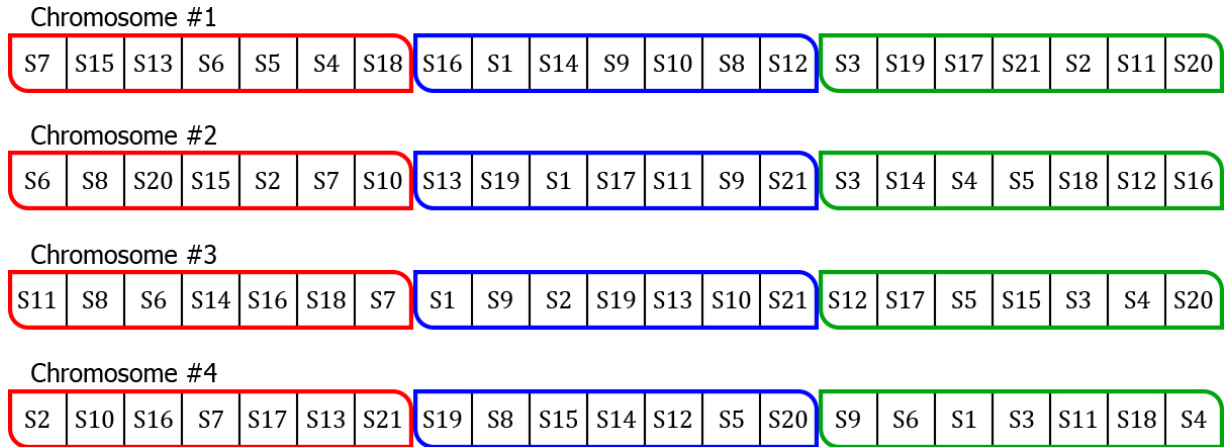 Chromosome #1
S7 S15 S13 S6 S5 S4 S18 S16 S1 S14 S9 S10 S8 S12 S3 S19 S17 S21 S2 S11 S20
Chromosome #2
S6 S8 S20 S15 S2 S7 S10 S13 S19 S1 S17 S11 S9 S21 S3 S14 S4 S5 S18 S12 S16
Chromosome #3
S11 S8 S6 S14 S16 S18 S7 S1 S9 S2 S19 S13 S10 S21 S12 S17 S5 S15 S3 S4 S20
Chromosome #4
S2 S10 S16 S7 S17 S13 S21 S19 S8 S15 S14 S12 S5 S20 S9 S6 S1 S3 S11 S18 S4